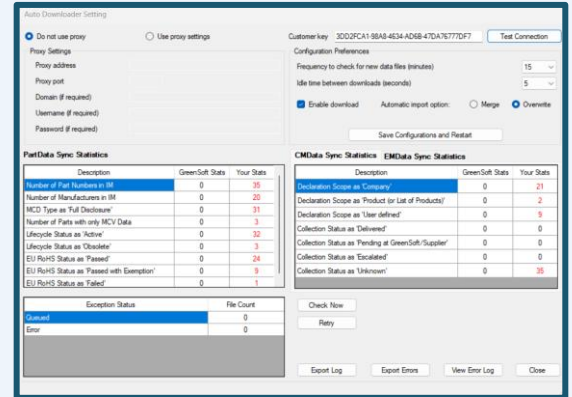 Auto Downloader Setting
Do not use proxy
Use proxy settings
Customer key 3DD2FCA1-98A8-4634-AD6B-47DA76777DF7 Test Connection
Proxy Settings
Proxy address
Proxy port
Domain (if required)
Username (if required)
Password (if required)
Configuration Preferences
Frequency to check for new data files (minutes) 15
Idle time between downloads (seconds) 5
Enable download Automatic import option: Merge Overwrite
Save Configurations and Restart
PartData Sync Statistics
Description GreenSoft Stats Your Stats
Number of Part Numbers in IM 0 35
Number of Manufacturers in IM 0 20
MCD Type as 'Full Disclosure' 0 31
Number of Parts with only MCV Data 0 3
Lifecycle Status as 'Active' 0 32
Lifecycle Status as 'Obsolete' 0 3
EU RoHS Status as 'Passed' 0 24
EU RoHS Status as 'Passed with Exemption' 0 9
EU RoHS Status as 'Failed' 0 1
CMData Sync Statistics EMData Sync Statistics
Description GreenSoft Stats Your Stats
Declaration Scope as 'Company' 0 21
Declaration Scope as 'Product (or List of Products)' 0 2
Declaration Scope as 'User defined' 0 9
Collection Status as 'Delivered' 0 0
Collection Status as 'Pending at GreenSoft/Supplier' 0 0
Collection Status as 'Escalated' 0 0
Collection Status as 'Unknown' 0 35
Exception Status File Count
Queued 0
Error 0
Check Now
Retry
Export Log Export Errors View Error Log Close